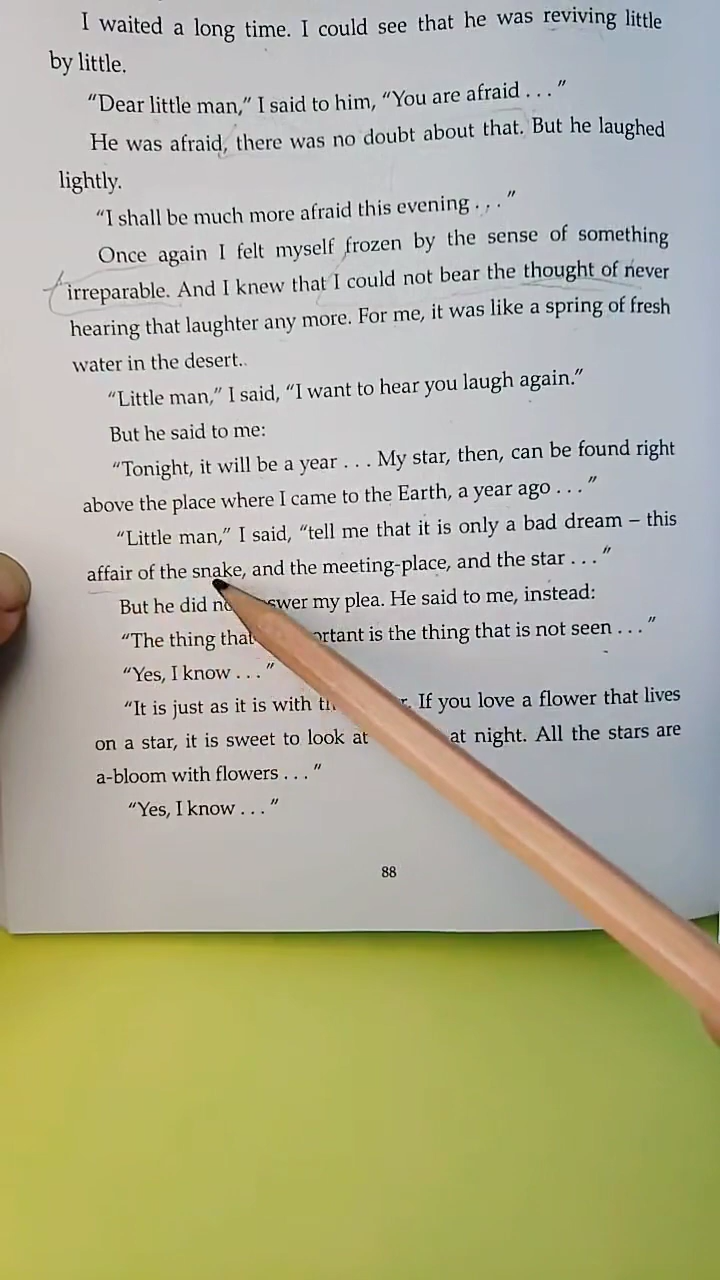 I waited a long time. I could see that he was reviving little
by little.
“Dear little man,” I said to him, “You are afraid . . . ”
He was afraid, there was no doubt about that. But he laughed
lightly.
“I shall be much more afraid this evening . . . ”
Once again I felt myself frozen by the sense of something
irreparable. And I knew that I could not bear the thought of never
hearing that laughter any more. For me, it was like a spring of fresh
water in the desert.
“Little man,” I said, “I want to hear you laugh again.”
But he said to me:
“Tonight, it will be a year . . . My star, then, can be found right
above the place where I came to the Earth, a year ago . . . ”
“Little man,” I said, “tell me that it is only a bad dream – this
affair of the snake, and the meeting-place, and the star . . . ”
But he did my plea. He said to me, instead:
“The thing that is the thing that is not seen . . . ”
“Yes, I know . . . ”
“It is just as it is with If you love a flower that lives
on a star, it is sweet to look at at night. All the stars are
a-bloom with flowers . . . ”
“Yes, I know . . . ”
88